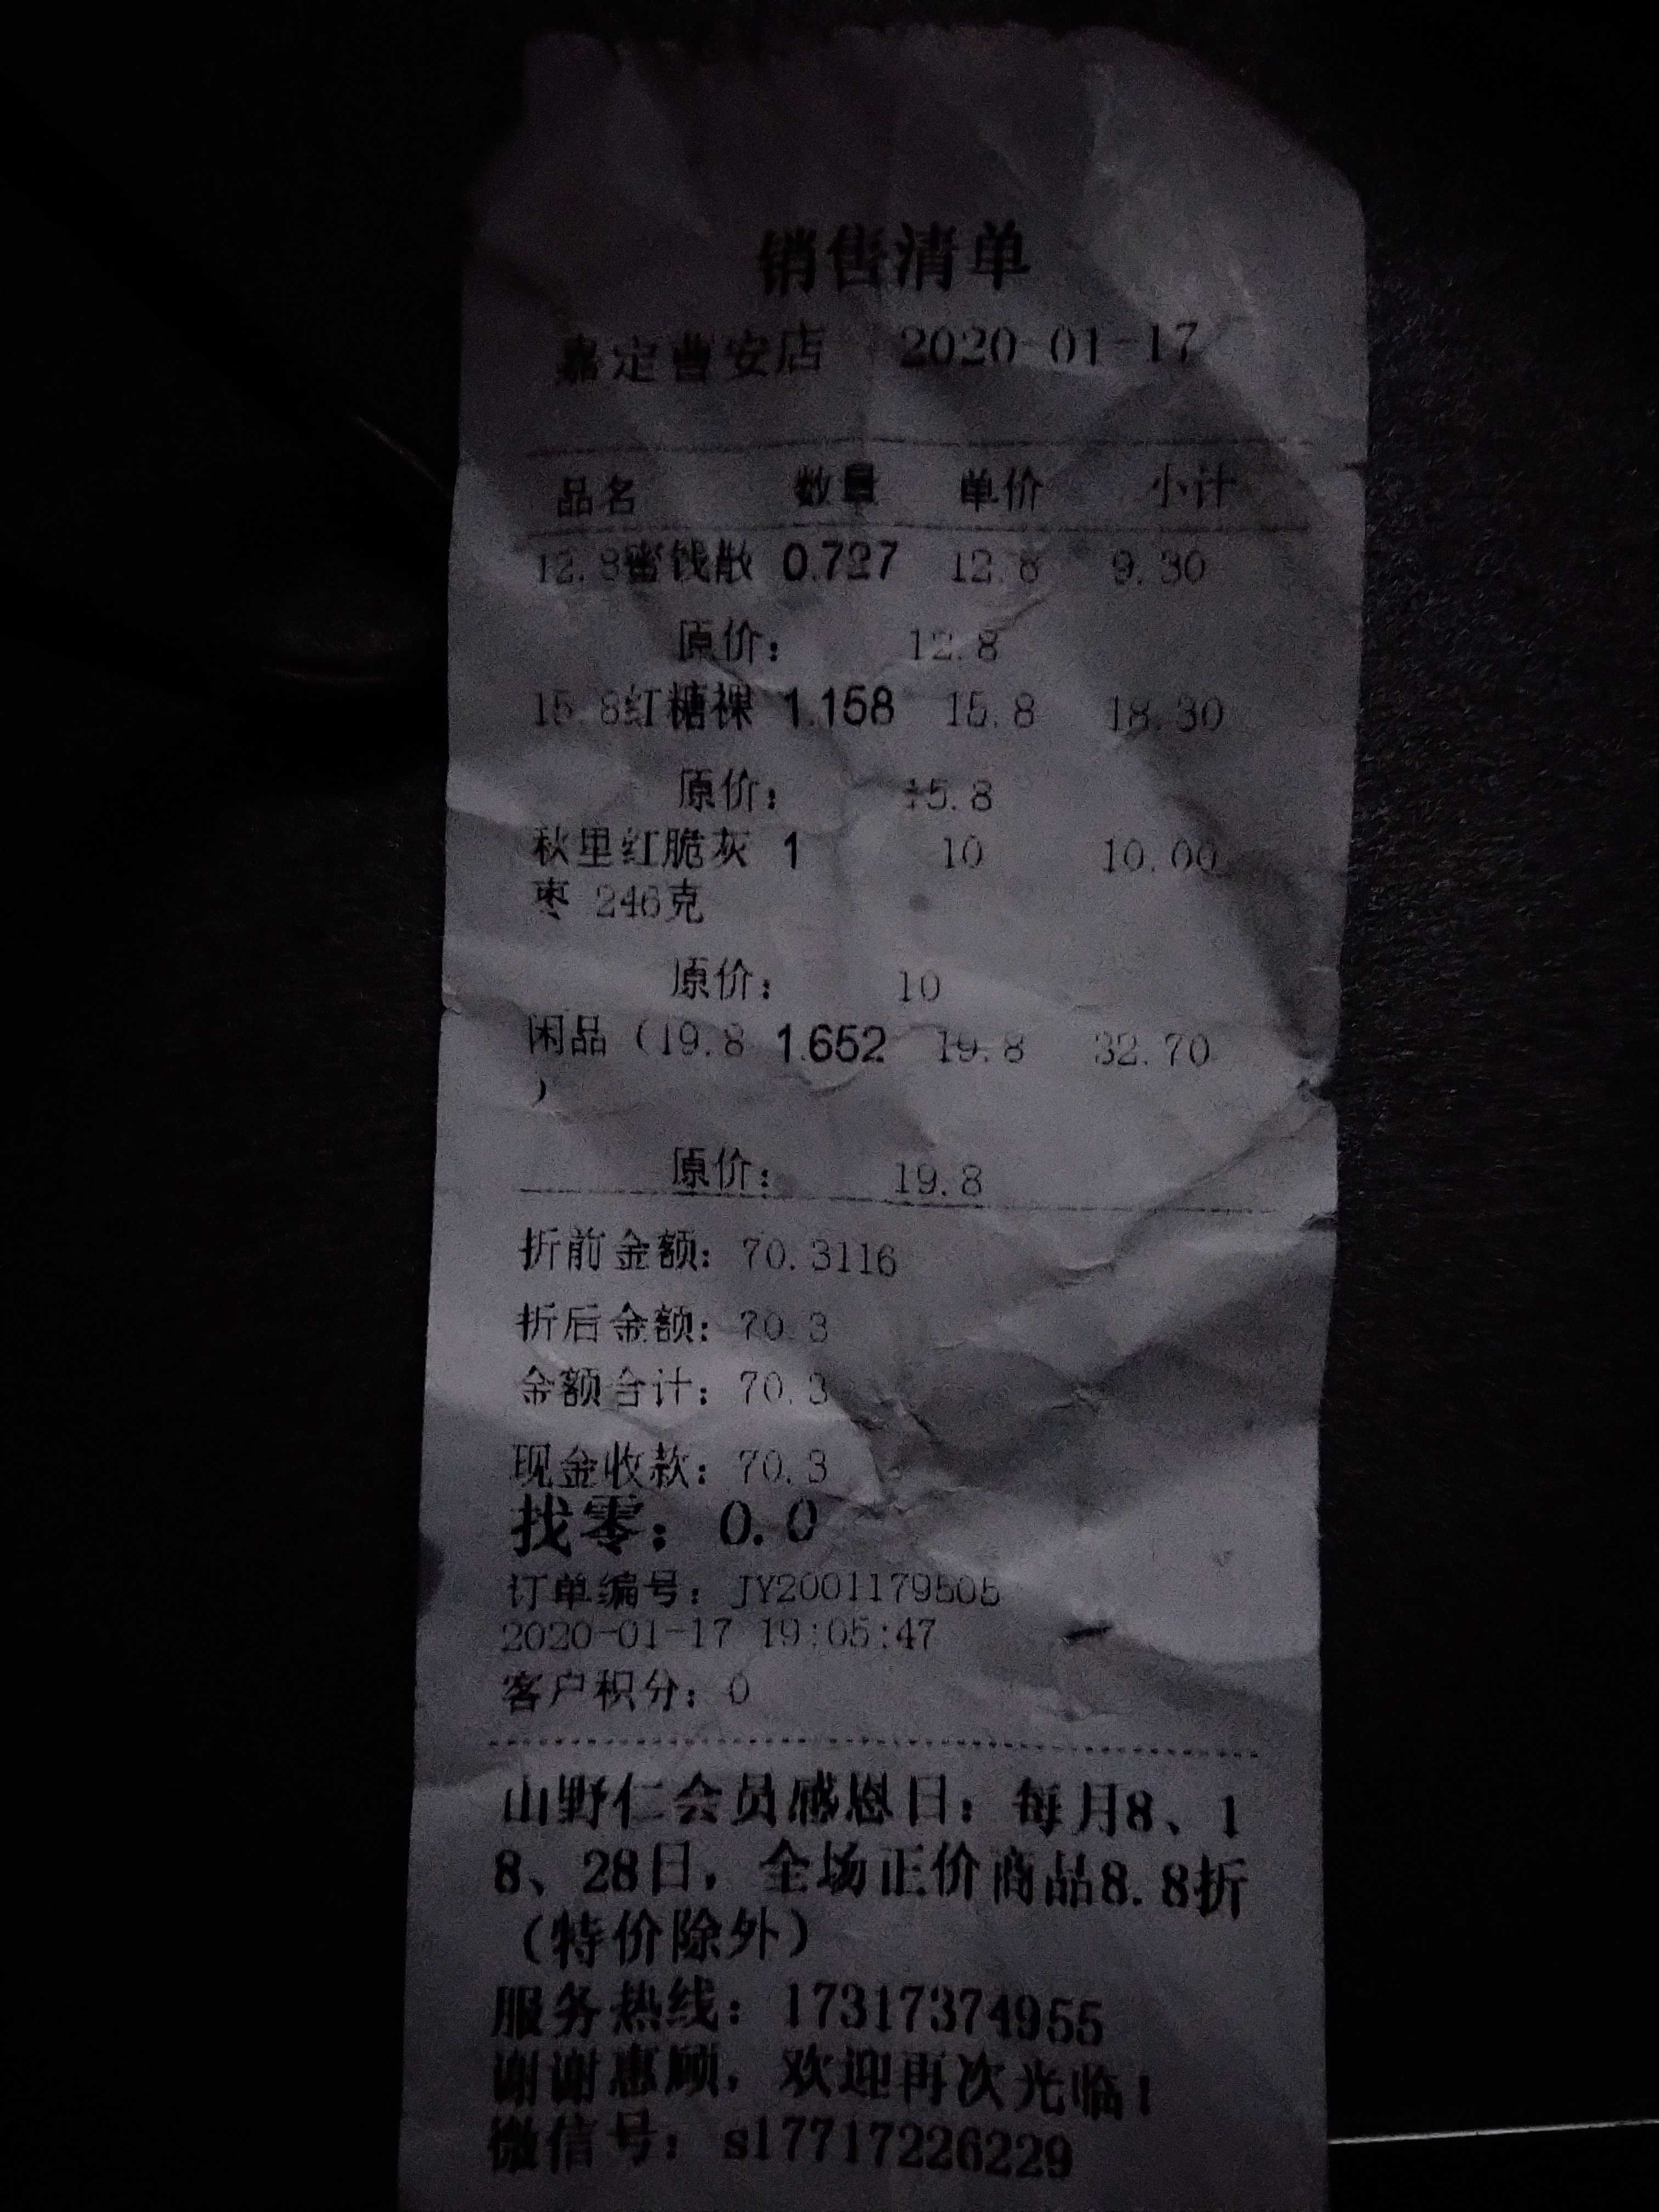 销售清单
嘉定曹安店 2020-01-17
品名 数量 单价 小计
12.8蜜饯散 0.727 12.8 9.30
原价： 12.8
15.8红糖裸 1.158 15.8 18.30
原价： 15.8
秋里红脆灰 1 10 10.00
枣 246克
原价： 10
闲品（19.8 1.652 19.8 32.70
）
原价： 19.8
折前金额：70.3116
折后金额：70.3
金额合计：70.3
现金收款：70.3
找零：0.0
订单编号：JY2001179505
2020-01-17 19:05:47
客户积分：0
山野仁会员感恩日：每月8、1
8、28日，全场正价商品8.8折
（特价除外）
服务热线：17317374955
谢谢惠顾，欢迎再次光临！
微信号：s17717226229